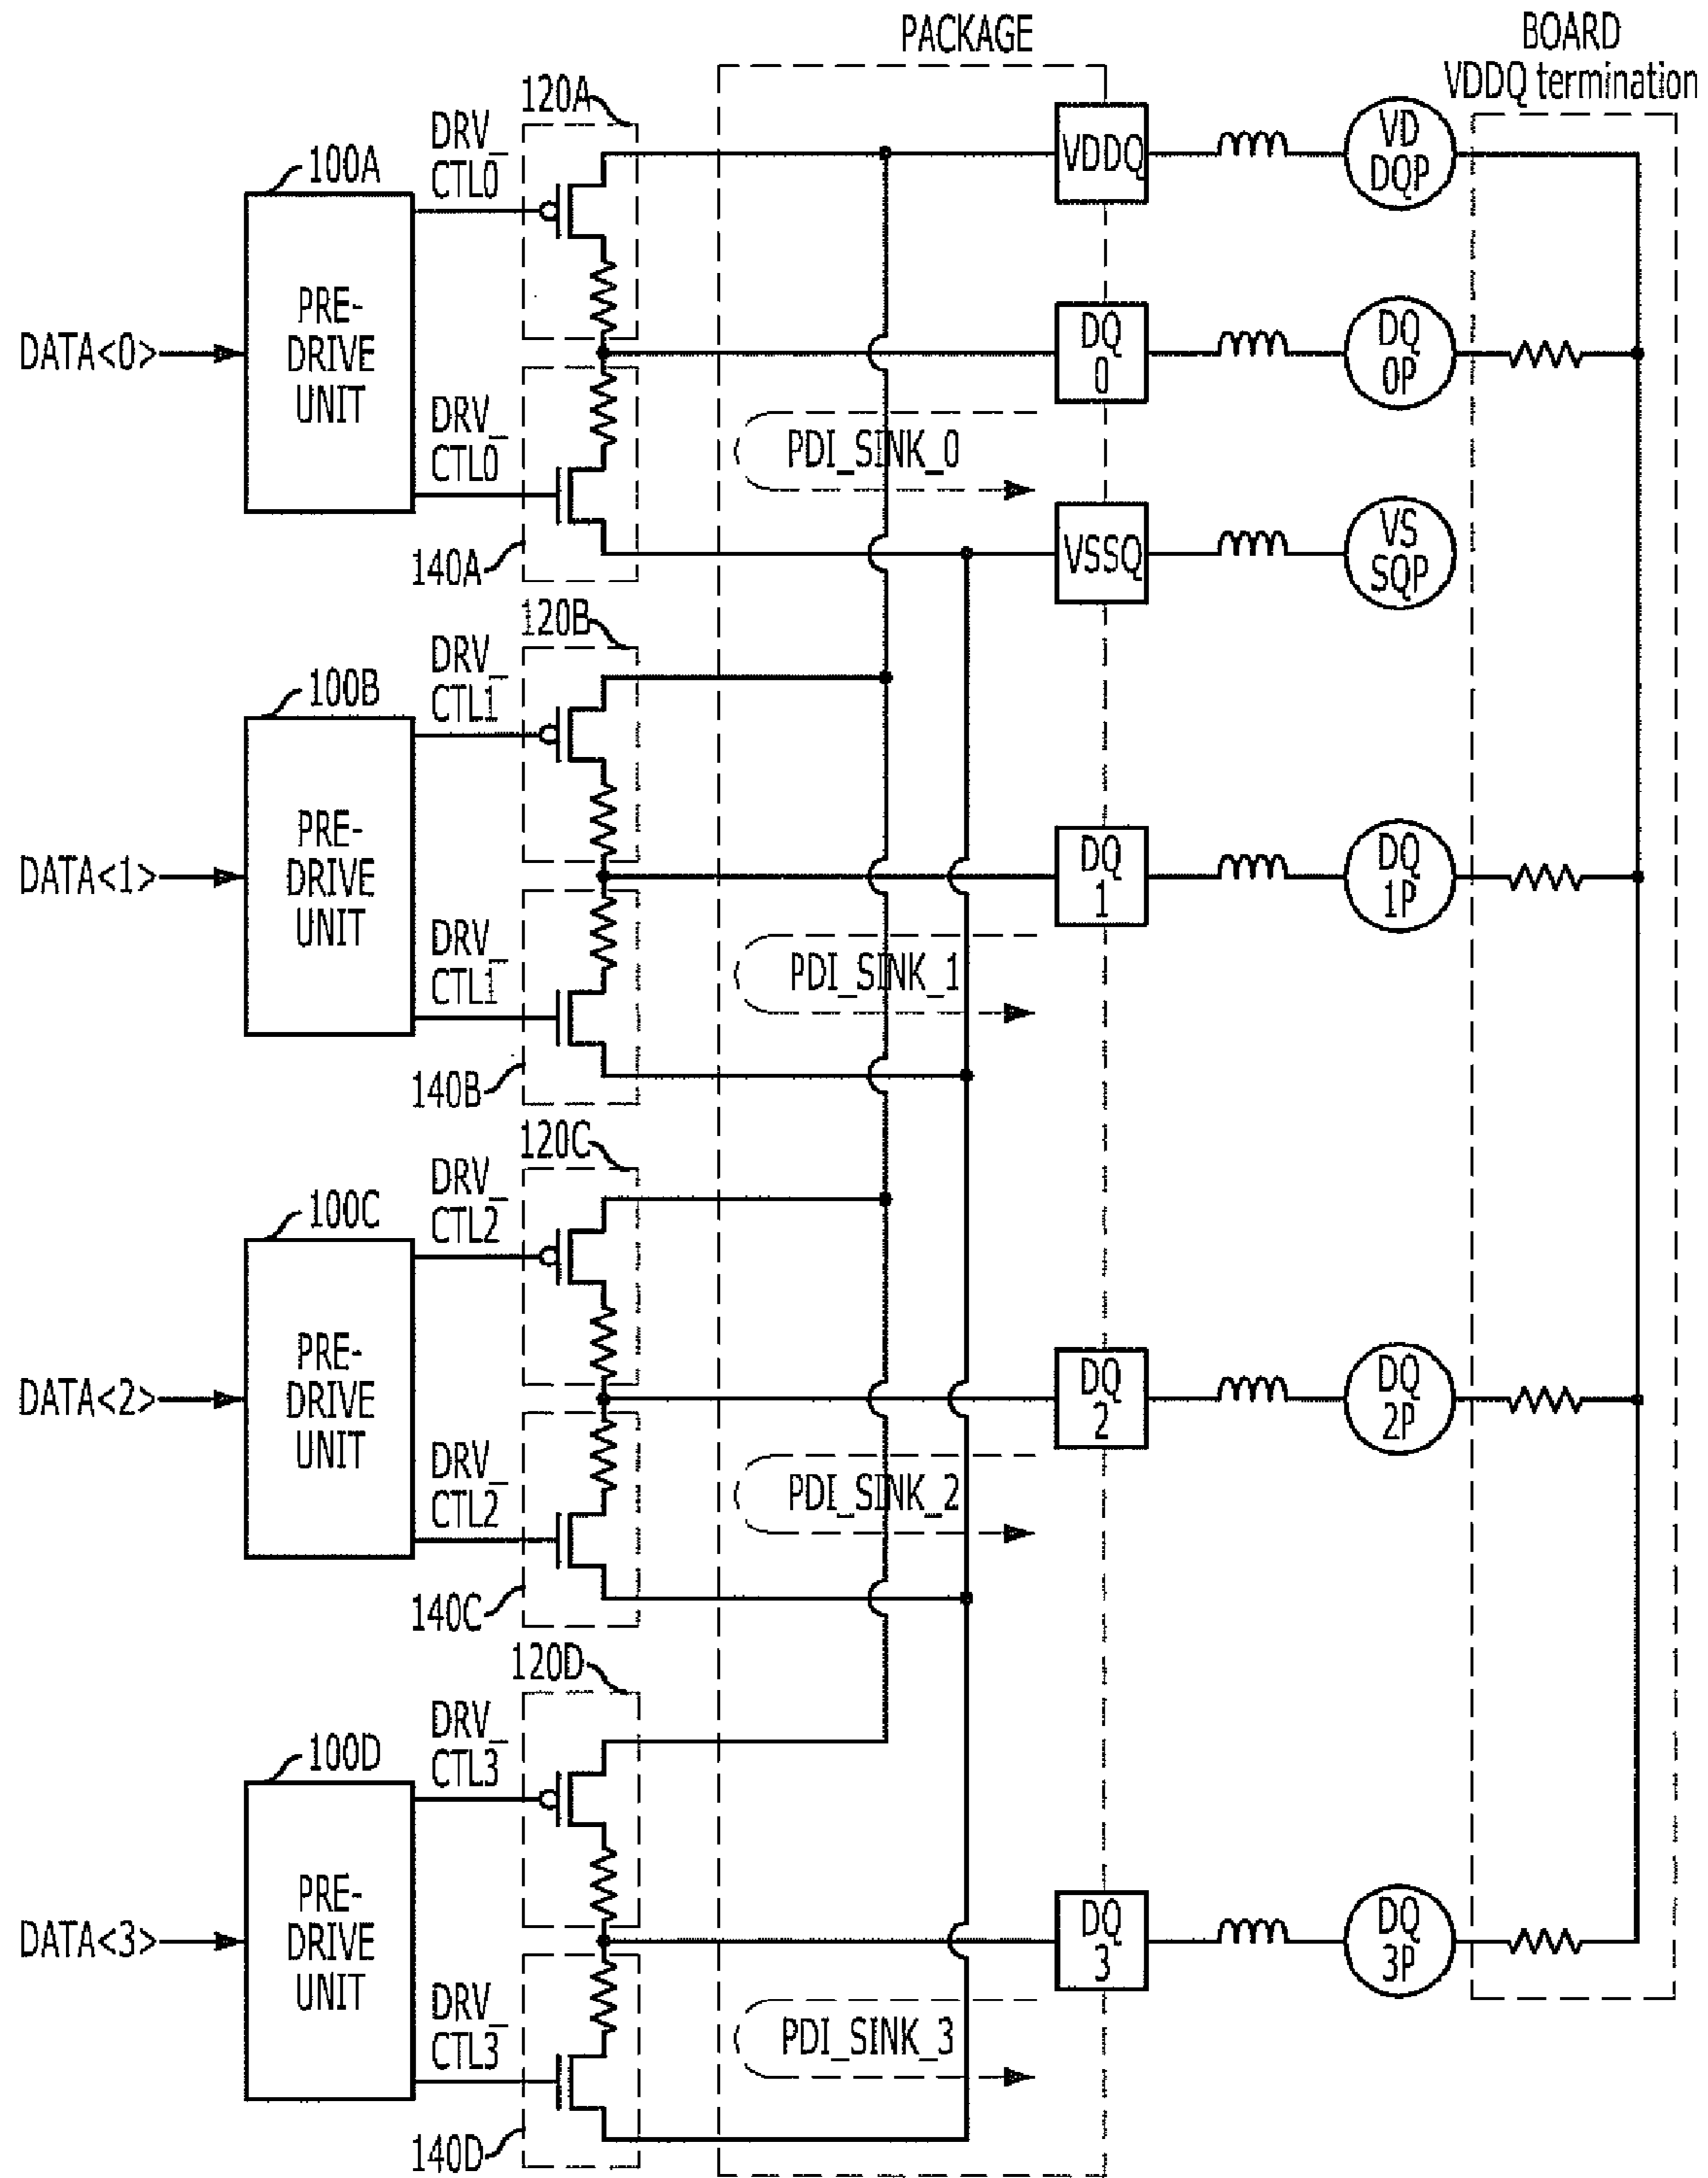 PACKAGE
BOARD
VDDQ termination
120A
DRV_
CTL0
100A
VDDQ
VD
DQP
PRE-
DRIVE
UNIT
DATA<0>
DQ
0
DQ
0P
DRV_
CTL0
PDI_SINK_0
140A
VSSQ
VS
SQP
120B
DRV_
CTL1
100B
PRE-
DRIVE
UNIT
DATA<1>
DQ
1
DQ
1P
DRV_
CTL1
PDI_SINK_1
140B
120C
DRV_
CTL2
100C
PRE-
DRIVE
UNIT
DATA<2>
DQ
2
DQ
2P
DRV_
CTL2
PDI_SINK_2
140C
120D
DRV_
CTL3
100D
PRE-
DRIVE
UNIT
DATA<3>
DQ
3
DQ
3P
DRV_
CTL3
PDI_SINK_3
140D